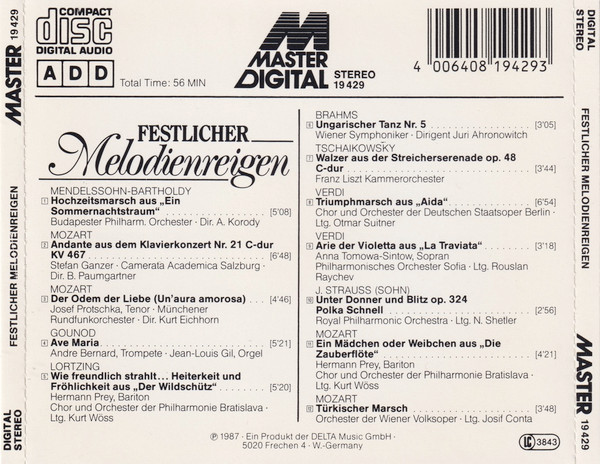 COMPACT
disc
DIGITAL AUDIO
A D D
Total Time: 56 MIN
MASTER
DIGITAL
STEREO
19 429
4 006408 194293
FESTLICHER
Melodienreigen
MENDELSSOHN-BARTHOLDY
1 Hochzeitsmarsch aus „Ein
Sommernachtstraum“ [5'08]
Budapester Philharm. Orchester · Dir. A. Korody
MOZART
2 Andante aus dem Klavierkonzert Nr. 21 C-dur
KV 467 [6'48]
Stefan Ganzer · Camerata Academica Salzburg ·
Dir. B. Paumgartner
MOZART
3 Der Odem der Liebe (Un'aura amorosa) [4'46]
Josef Protschka, Tenor · Münchener
Rundfunkorchester · Dir. Kurt Eichhorn
GOUNOD
4 Ave Maria [5'21]
Andre Bernard, Trompete · Jean-Louis Gil, Orgel
LORTZING
5 Wie freundlich strahlt... Heiterkeit und
Fröhlichkeit aus „Der Wildschütz“ [5'20]
Hermann Prey, Bariton
Chor und Orchester der Philharmonie Bratislava ·
Ltg. Kurt Wöss
BRAHMS
6 Ungarischer Tanz Nr. 5 [3'05]
Wiener Symphoniker · Dirigent Juri Ahronowitch
TSCHAIKOWSKY
7 Walzer aus der Streicherserenade op. 48
C-dur [3'44]
Franz Liszt Kammerorchester
VERDI
8 Triumphmarsch aus „Aida“ [6'54]
Chor und Orchester der Deutschen Staatsoper Berlin ·
Ltg. Otmar Suitner
VERDI
9 Arie der Violetta aus „La Traviata“ [3'18]
Anna Tomowa-Sintow, Sopran
Philharmonisches Orchester Sofia · Ltg. Rouslan
Raychev
J. STRAUSS (SOHN)
10 Unter Donner und Blitz op. 324
Polka Schnell [2'56]
Royal Philharmonic Orchestra · Ltg. N. Shetler
MOZART
11 Ein Mädchen oder Weibchen aus „Die
Zauberflöte“ [4'21]
Hermann Prey, Bariton
Chor und Orchester der Philharmonie Bratislava ·
Ltg. Kurt Wöss
MOZART
12 Türkischer Marsch [3'48]
Orchester der Wiener Volksoper · Ltg. Josif Conta
℗ 1987 · Ein Produkt der DELTA Music GmbH ·
5020 Frechen 4 · W.-Germany
LC 3843
MASTER 19 429
FESTLICHER MELODIENREIGEN
DIGITAL
STEREO
DIGITAL
STEREO
FESTLICHER MELODIENREIGEN
MASTER 19 429